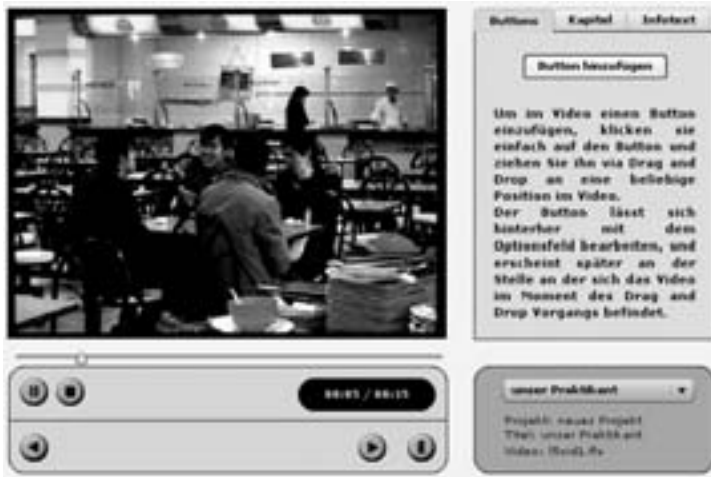 Buttons Kapitel Infotext
Button hinzufügen
Um im Video einen Button
einzufügen, klicken sie
einfach auf den Button und
ziehen Sie ihn via Drag and
Drop an eine beliebige
Position im Video.
Der Button lässt sich
hinterher mit dem
Optionsfeld bearbeiten, und
erscheint später an der
Stelle an der sich das Video
im Moment des Drag and
Drop Vorgangs befindet.
00:05 / 00:15
unser Praktikant
Projekt: neues Projekt
Titel: unser Praktikant
Video: